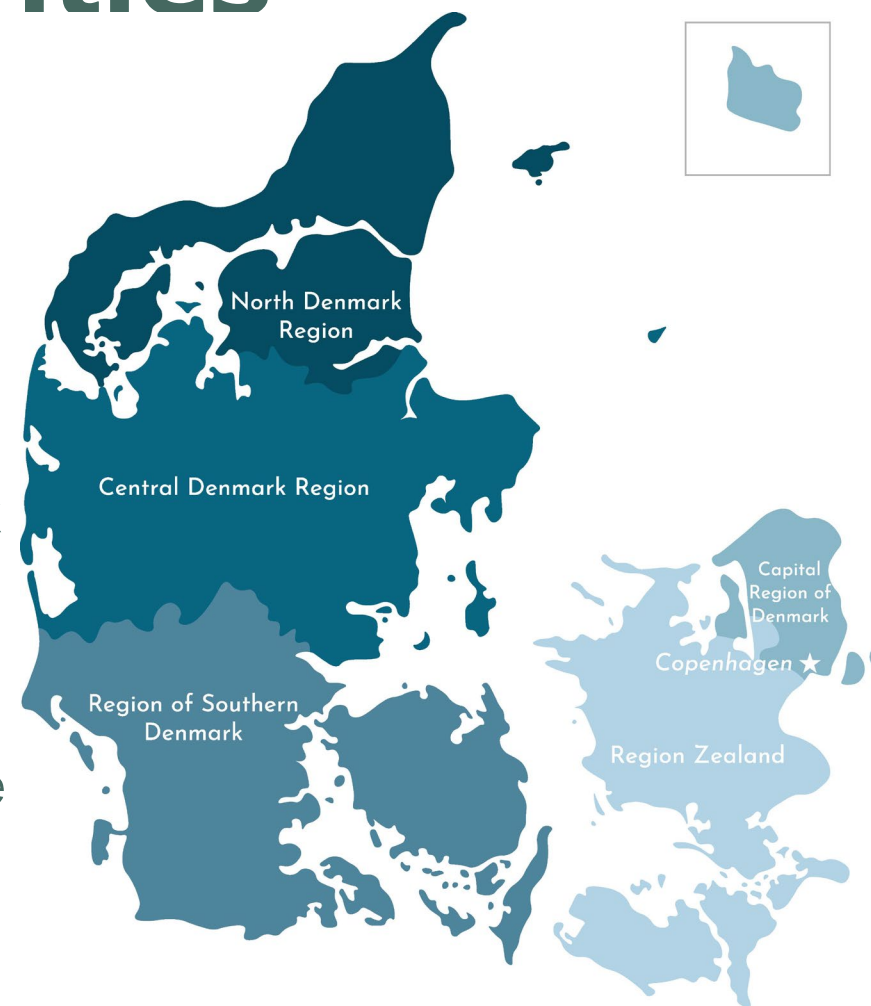 North Denmark
Region
Central Denmark Region
Capital
Region of
Denmark
Copenhagen
Region of Southern
Denmark
Region Zealand